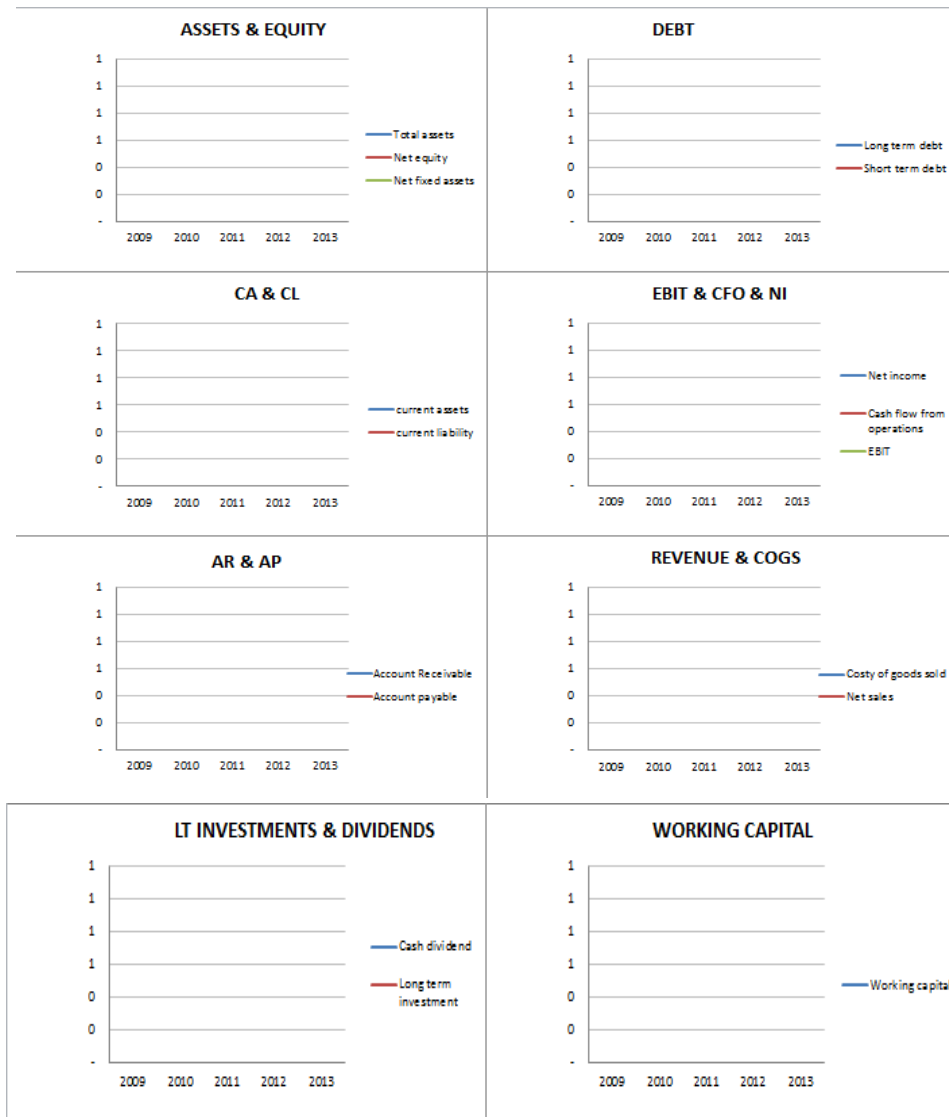 ASSETS & EQUITY
1
1
1
1
0
0
-
2009 2010 2011 2012 2013
Total assets
Net equity
Net fixed assets
DEBT
1
1
1
1
0
0
-
2009 2010 2011 2012 2013
Long term debt
Short term debt
CA & CL
1
1
1
1
0
0
-
2009 2010 2011 2012 2013
current assets
current liability
EBIT & CFO & NI
1
1
1
1
0
0
-
2009 2010 2011 2012 2013
Net income
Cash flow from
operations
EBIT
AR & AP
1
1
1
1
0
0
-
2009 2010 2011 2012 2013
Account Receivable
Account payable
REVENUE & COGS
1
1
1
1
0
0
-
2009 2010 2011 2012 2013
Costy of goods sold
Net sales
LT INVESTMENTS & DIVIDENDS
1
1
1
1
0
0
-
2009 2010 2011 2012 2013
Cash dividend
Long term
investment
WORKING CAPITAL
1
1
1
1
0
0
-
2009 2010 2011 2012 2013
Working capital